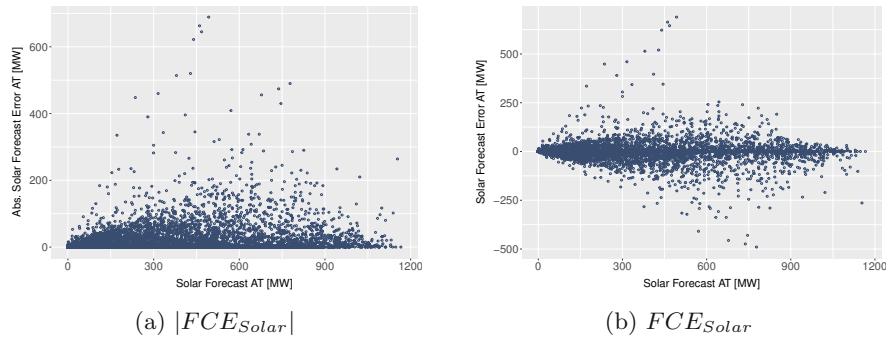 Abs. Solar Forecast Error AT [MW]
600
400
200
0
0 300 600 900 1200
Solar Forecast AT [MW]
(a) |FCE_Solar|
Solar Forecast Error AT [MW]
500
250
0
−250
−500
0 300 600 900 1200
Solar Forecast AT [MW]
(b) FCE_Solar